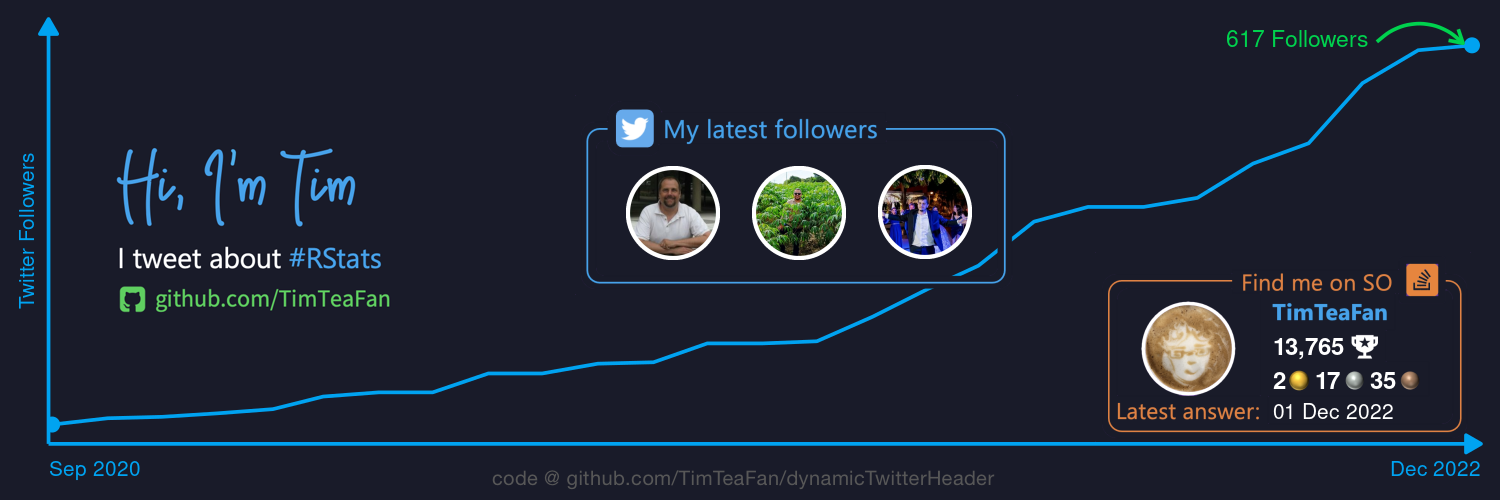 617 Followers
My latest followers
Twitter Followers
Hi, I'm Tim
I tweet about #RStats
github.com/TimTeaFan
Find me on SO
TimTeaFan
13,765
2 17 35
Latest answer: 01 Dec 2022
Sep 2020
Dec 2022
code @ github.com/TimTeaFan/dynamicTwitterHeader